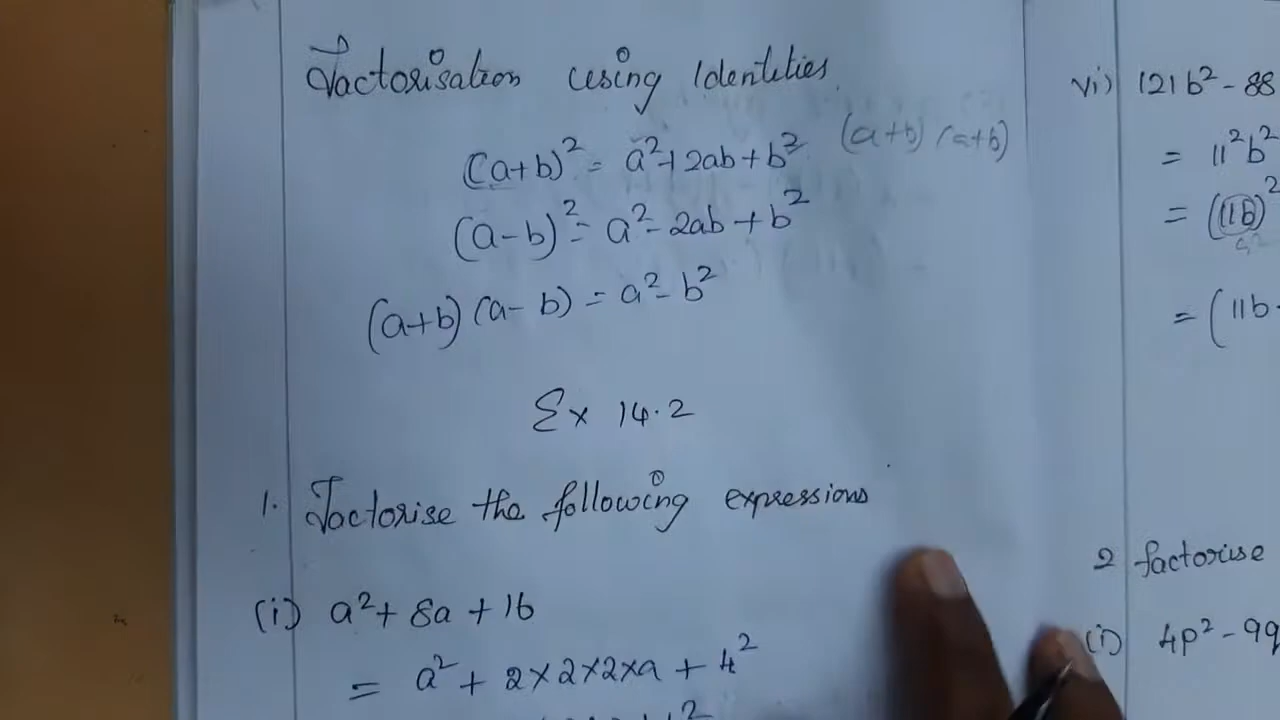 Factorisation using Identities
(a+b)² = a²+2ab+b² (a+b) (a+b)
(a-b)² = a²-2ab+b²
(a+b) (a-b) = a²-b²
Ex 14.2
1. Factorise the following expressions
(i) a²+8a+16
= a²+2×2×2×a+4²
vi) 121b²-88
= 11²b²
= (11b)²
= (11b-
2 factorise
(i) 4p²-9q